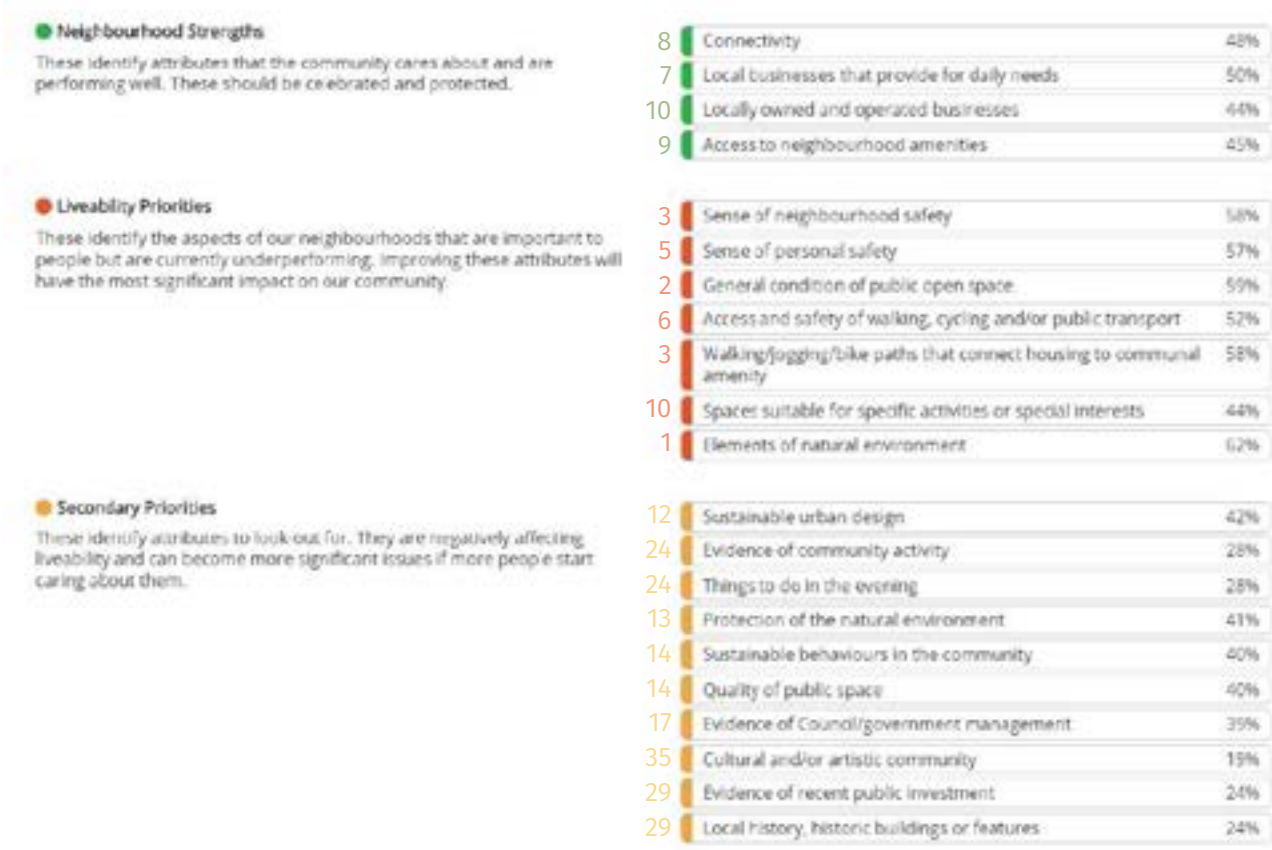 Neighbourhood Strengths
These identify attributes that the community cares about and are
performing well. These should be celebrated and protected.
8 Connectivity 48%
7 Local businesses that provide for daily needs 50%
10 Locally owned and operated businesses 44%
9 Access to neighbourhood amenities 45%
Liveability Priorities
These identify the aspects of our neighbourhoods that are important to
people but are currently underperforming. Improving these attributes will
have the most significant impact on our community.
3 Sense of neighbourhood safety 58%
5 Sense of personal safety 57%
2 General condition of public open space 59%
6 Access and safety of walking, cycling and/or public transport 52%
3 Walking/jogging/bike paths that connect housing to communal 58%
amenity
10 Spaces suitable for specific activities or special interests 44%
1 Elements of natural environment 62%
Secondary Priorities
These identify attributes to look out for. They are negatively affecting
liveability and can become more significant issues if more people start
caring about them.
12 Sustainable urban design 42%
24 Evidence of community activity 28%
24 Things to do in the evening 28%
13 Protection of the natural environment 41%
14 Sustainable behaviours in the community 40%
14 Quality of public space 40%
17 Evidence of Council/government management 39%
35 Cultural and/or artistic community 19%
29 Evidence of recent public investment 24%
29 Local history, historic buildings or features 24%